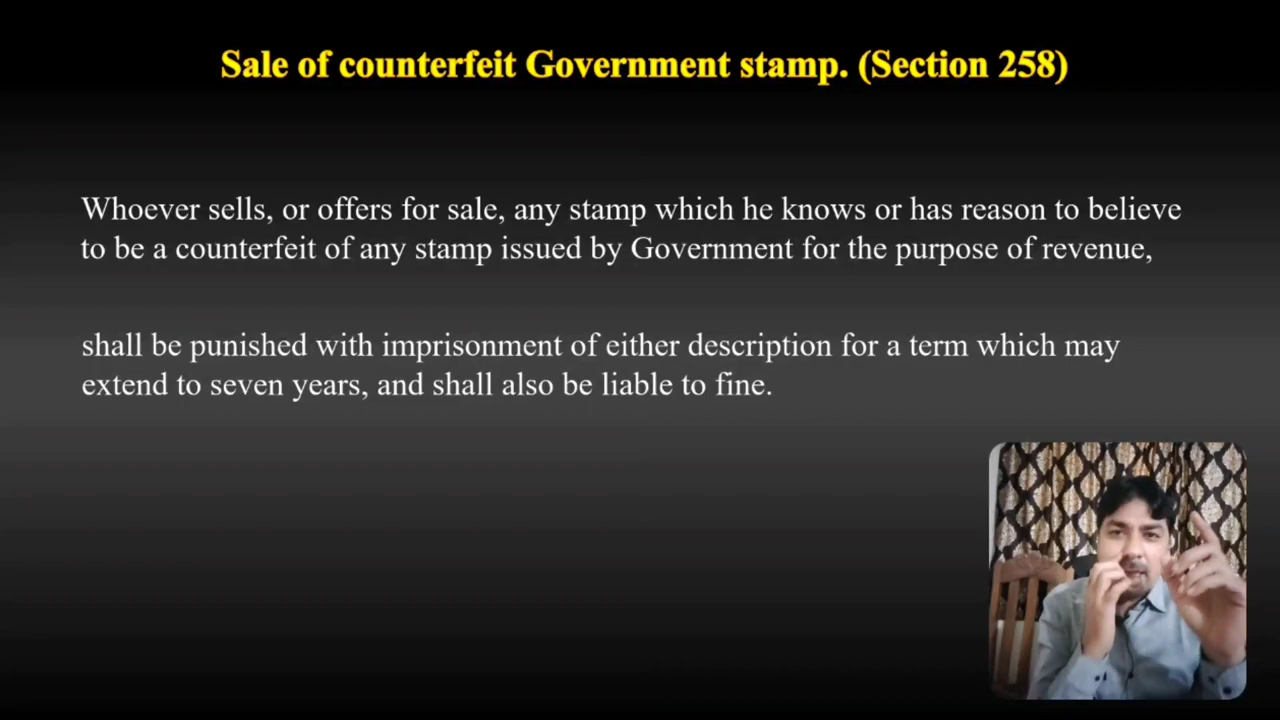 Sale of counterfeit Government stamp. (Section 258)
Whoever sells, or offers for sale, any stamp which he knows or has reason to believe
to be a counterfeit of any stamp issued by Government for the purpose of revenue,
shall be punished with imprisonment of either description for a term which may
extend to seven years, and shall also be liable to fine.